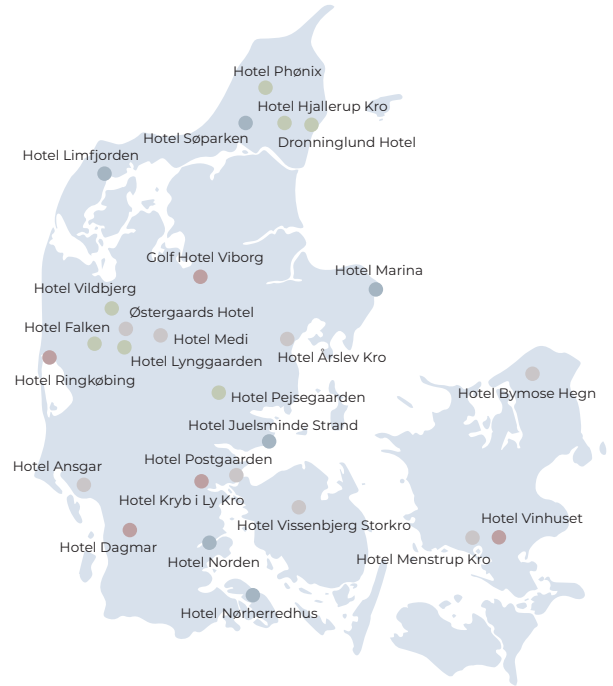 Hotel Phønix
Hotel Hjallerup Kro
Hotel Søparken
Dronninglund Hotel
Hotel Limfjorden
Golf Hotel Viborg
Hotel Marina
Hotel Vildbjerg
Østergaards Hotel
Hotel Falken
Hotel Medi
Hotel Årslev Kro
Hotel Lynggaarden
Hotel Ringkøbing
Hotel Bymose Hegn
Hotel Pejsegaarden
Hotel Juelsminde Strand
Hotel Postgaarden
Hotel Ansgar
Hotel Kryb i Ly Kro
Hotel Vinhuset
Hotel Vissenbjerg Storkro
Hotel Dagmar
Hotel Menstrup Kro
Hotel Norden
Hotel Nørherredhus